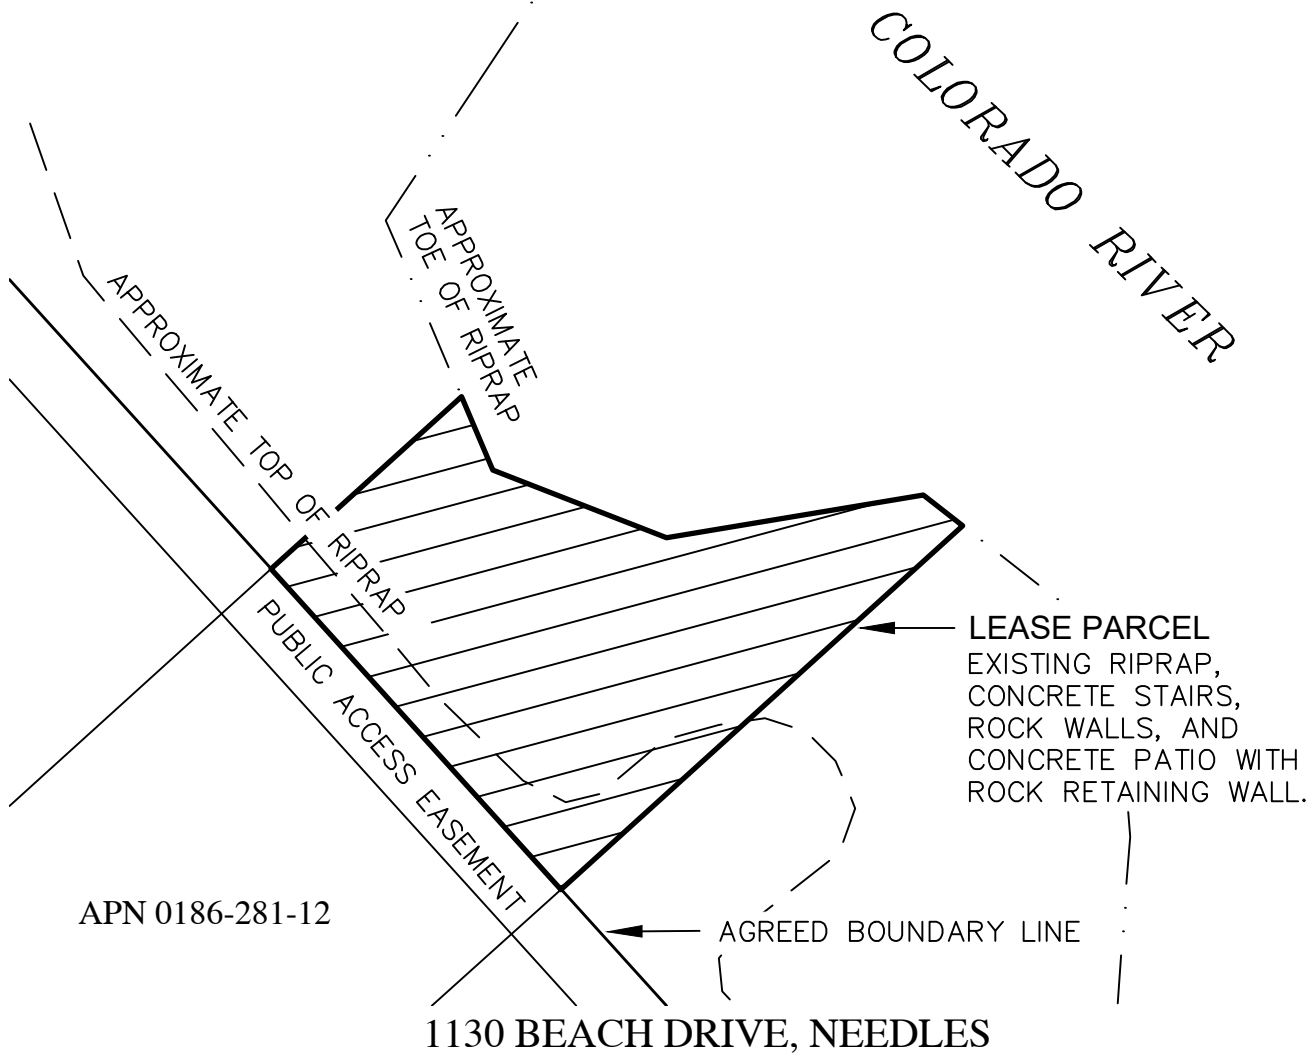 COLORADO RIVER
APPROXIMATE
TOE OF RIPRAP
APPROXIMATE TOP OF RIPRAP
PUBLIC ACCESS EASEMENT
LEASE PARCEL
EXISTING RIPRAP,
CONCRETE STAIRS,
ROCK WALLS, AND
CONCRETE PATIO WITH
ROCK RETAINING WALL.
APN 0186-281-12
AGREED BOUNDARY LINE
1130 BEACH DRIVE, NEEDLES